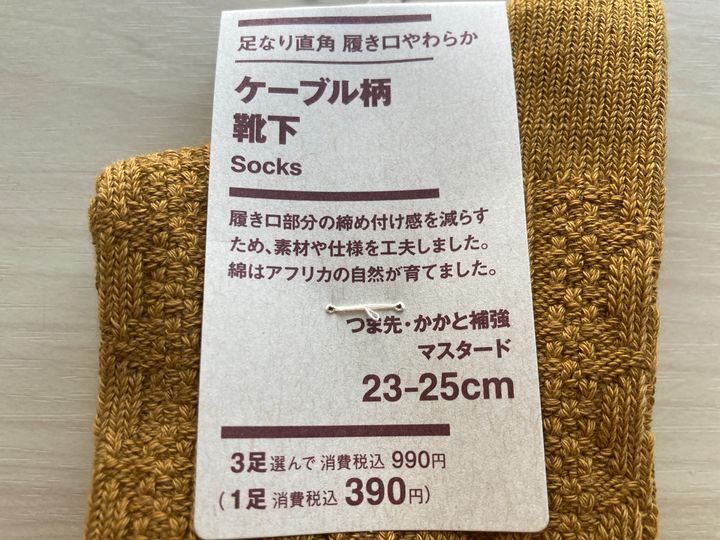 足なり直角 履き口やわらか
ケーブル柄
靴下
Socks
履き口部分の締め付け感を減らす
ため、素材や仕様を工夫しました。
綿はアフリカの自然が育てました。
つま先・かかと補強
マスタード
23-25cm
3足選んで 消費税込 990円
(1足 消費税込 390円)